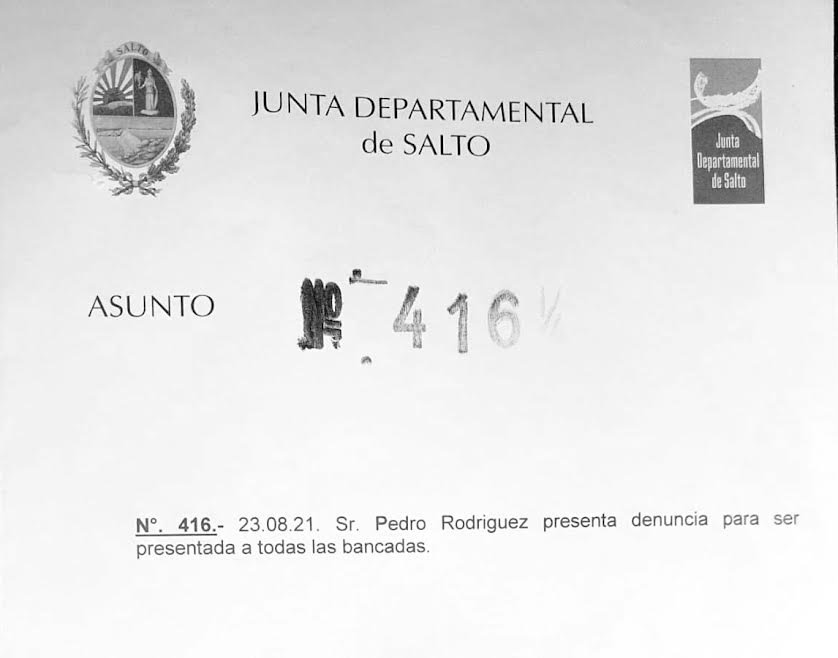 SALTO
JUNTA DEPARTAMENTAL
de SALTO
Junta
Departamental
de Salto
ASUNTO
Nº 416
N°. 416.- 23.08.21. Sr. Pedro Rodriguez presenta denuncia para ser
presentada a todas las bancadas.